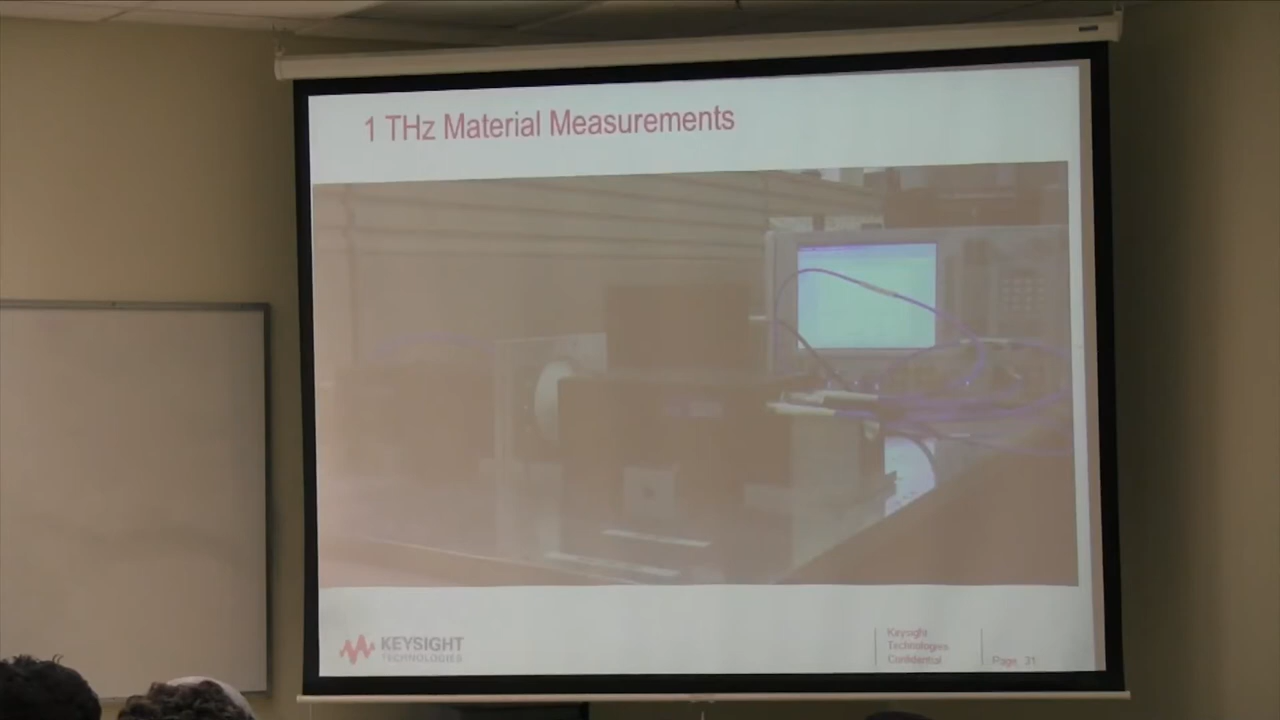 1 THz Material Measurements
KEYSIGHT
TECHNOLOGIES
Keysight
Technologies
Confidential
Page 31